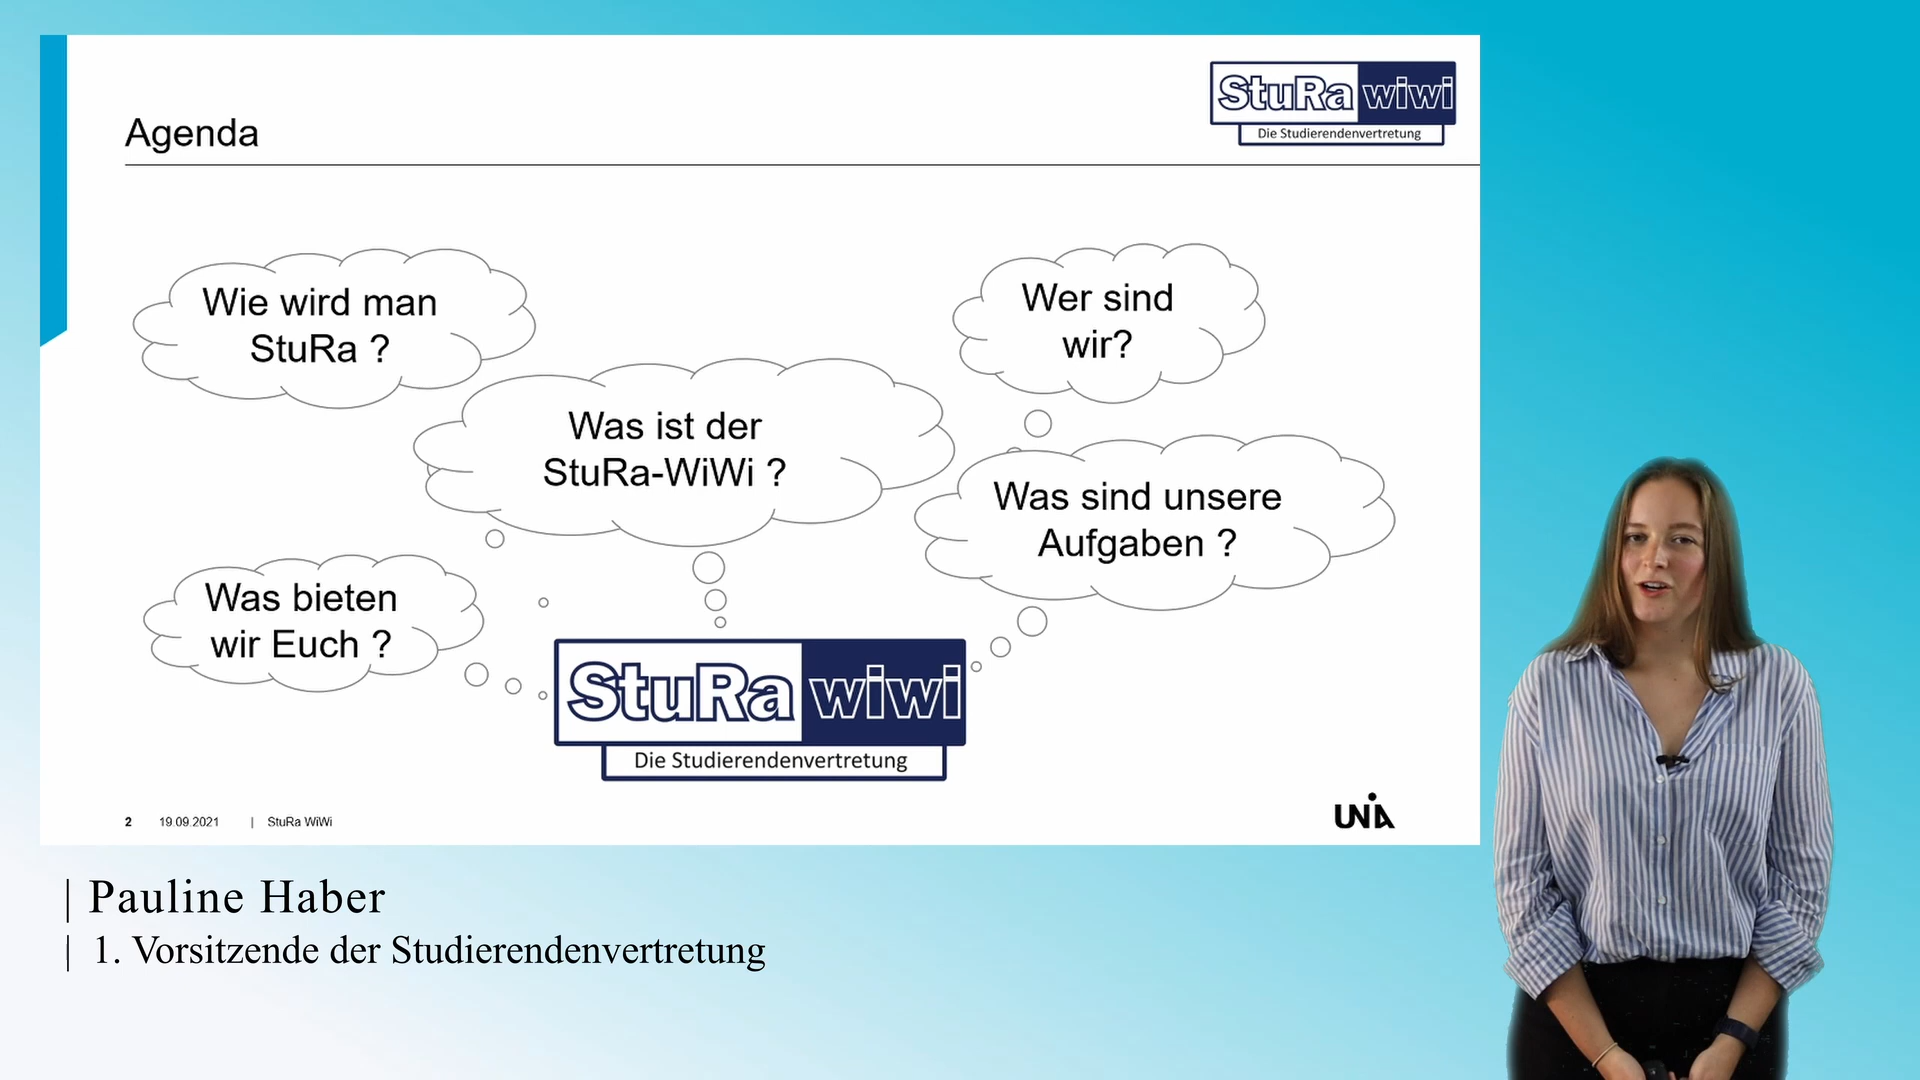 StuRa wiwi
Die Studierendenvertretung
Agenda
Wie wird man
StuRa ?
Wer sind
wir?
Was ist der
StuRa-WiWi ?
Was sind unsere
Aufgaben ?
Was bieten
wir Euch ?
StuRa wiwi
Die Studierendenvertretung
2 19.09.2021 | StuRa WiWi
UNIA
| Pauline Haber
| 1. Vorsitzende der Studierendenvertretung